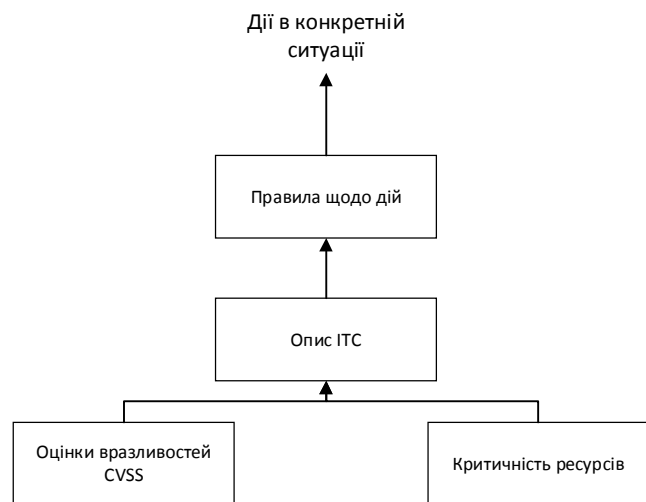 Дії в конкретній
ситуації
Правила щодо дій
Опис ІТС
Оцінки вразливостей
CVSS
Критичність ресурсів